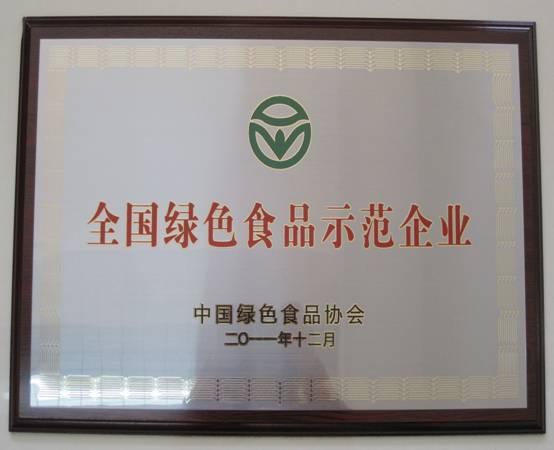 全国绿色食品示范企业
中国绿色食品协会
二〇一一年十二月